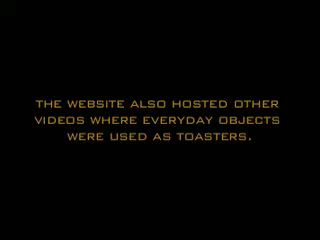 THE WEBSITE ALSO HOSTED OTHER
VIDEOS WHERE EVERYDAY OBJECTS
WERE USED AS TOASTERS.